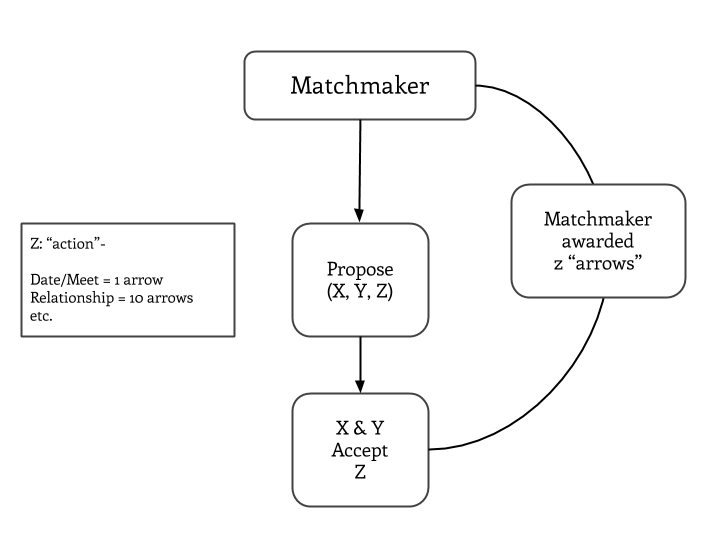 Matchmaker
Matchmaker
awarded
z “arrows”
Z: “action”-
Date/Meet = 1 arrow
Relationship = 10 arrows
etc.
Propose
(X, Y, Z)
X & Y
Accept
Z